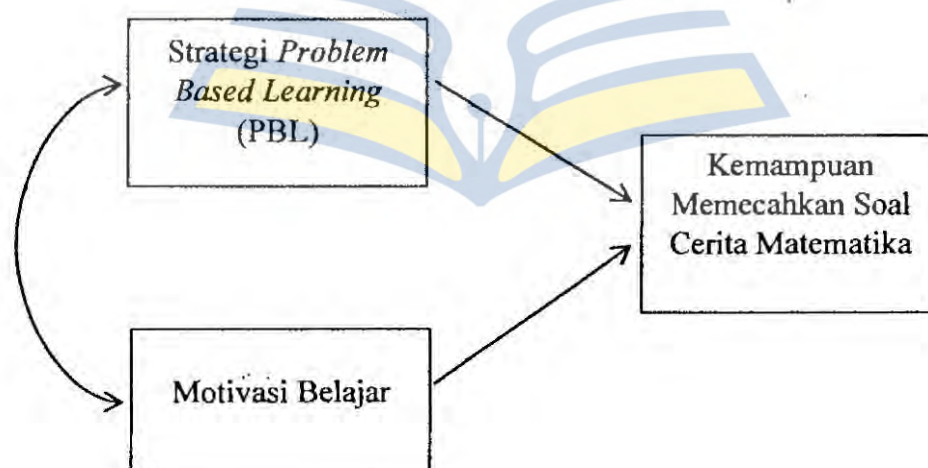 Strategi Problem
Based Learning
(PBL)
Kemampuan
Memecahkan Soal
Cerita Matematika
Motivasi Belajar